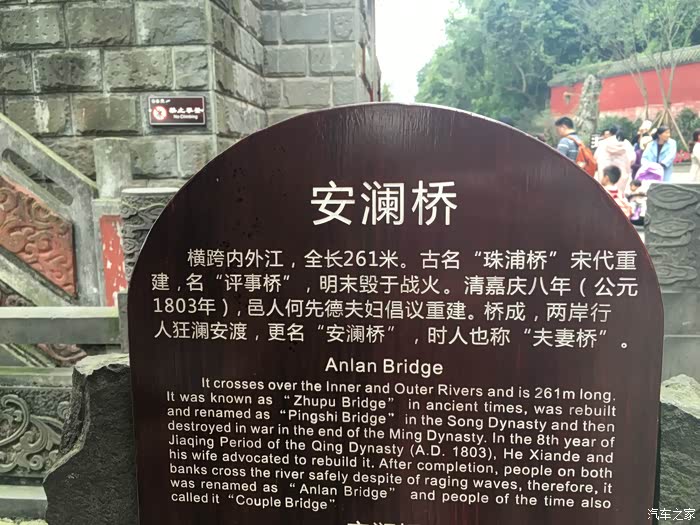 禁止攀登
No Climbing
安澜桥
横跨内外江，全长261米。古名“珠浦桥”宋代重
建，名“评事桥”，明末毁于战火。清嘉庆八年（公元
1803年），邑人何先德夫妇倡议重建。桥成，两岸行
人狂澜安渡，更名“安澜桥”，时人也称“夫妻桥”。
Anlan Bridge
It crosses over the Inner and Outer Rivers and is 261m long.
It was known as “Zhupu Bridge” in ancient times, was rebuilt
and renamed as “Pingshi Bridge” in the Song Dynasty and then
destroyed in war in the end of the Ming Dynasty. In the 8th year of
Jiaqing Period of the Qing Dynasty (A.D. 1803), He Xiande and
his wife advocated to rebuild it. After completion, people on both
banks cross the river safely despite of raging waves, therefore, it
was renamed as “Anlan Bridge” and people of the time also
called it “Couple Bridge”
汽车之家